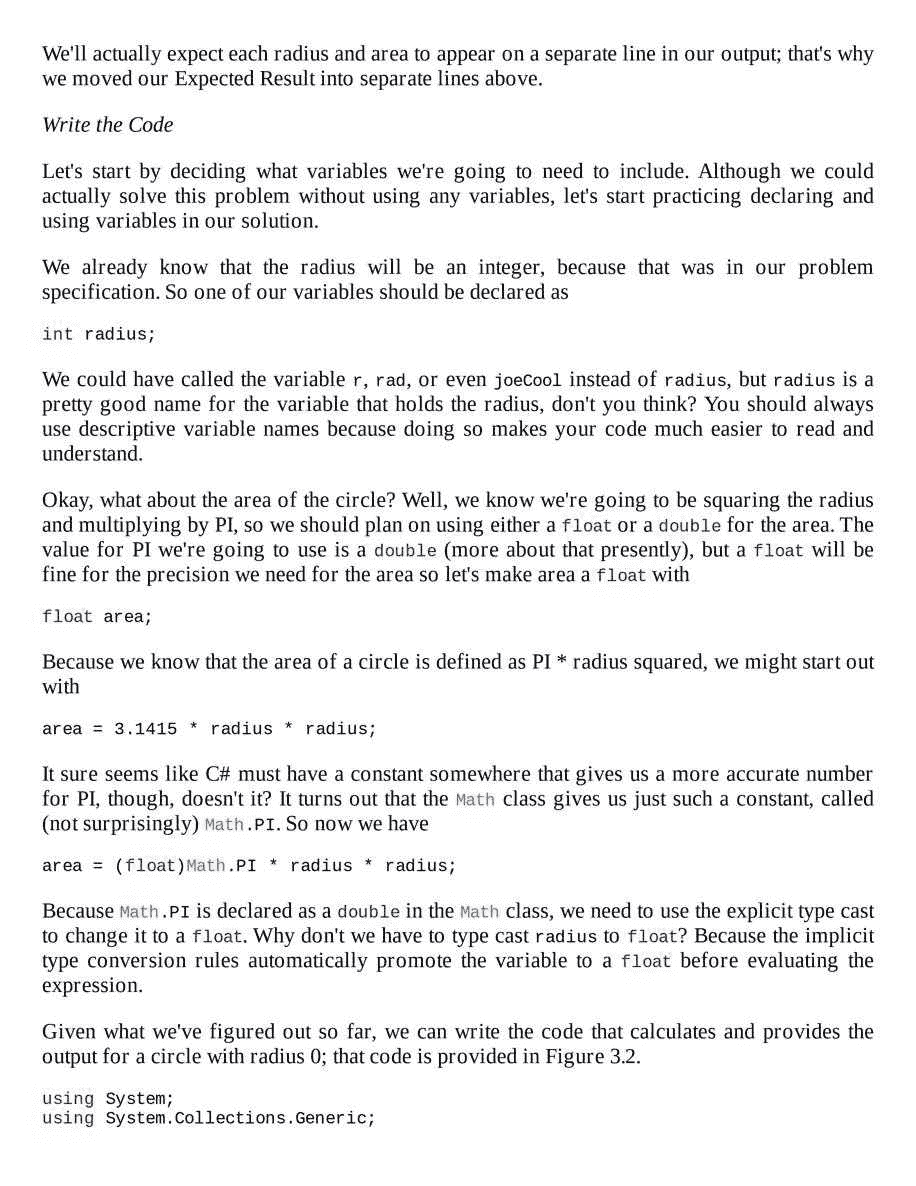 We'll actually expect each radius and area to appear on a separate line in our output; that's why
we moved our Expected Result into separate lines above.
Write the Code
Let's start by deciding what variables we're going to need to include. Although we could
actually solve this problem without using any variables, let's start practicing declaring and
using variables in our solution.
We already know that the radius will be an integer, because that was in our problem
specification. So one of our variables should be declared as
int radius;
We could have called the variable r, rad, or even joeCool instead of radius, but radius is a
pretty good name for the variable that holds the radius, don't you think? You should always
use descriptive variable names because doing so makes your code much easier to read and
understand.
Okay, what about the area of the circle? Well, we know we're going to be squaring the radius
and multiplying by PI, so we should plan on using either a float or a double for the area. The
value for PI we're going to use is a double (more about that presently), but a float will be
fine for the precision we need for the area so let's make area a float with
float area;
Because we know that the area of a circle is defined as PI * radius squared, we might start out
with
area = 3.1415 * radius * radius;
It sure seems like C# must have a constant somewhere that gives us a more accurate number
for PI, though, doesn't it? It turns out that the Math class gives us just such a constant, called
(not surprisingly) Math.PI. So now we have
area = (float)Math.PI * radius * radius;
Because Math.PI is declared as a double in the Math class, we need to use the explicit type cast
to change it to a float. Why don't we have to type cast radius to float? Because the implicit
type conversion rules automatically promote the variable to a float before evaluating the
expression.
Given what we've figured out so far, we can write the code that calculates and provides the
output for a circle with radius 0; that code is provided in Figure 3.2.
using System;
using System.Collections.Generic;